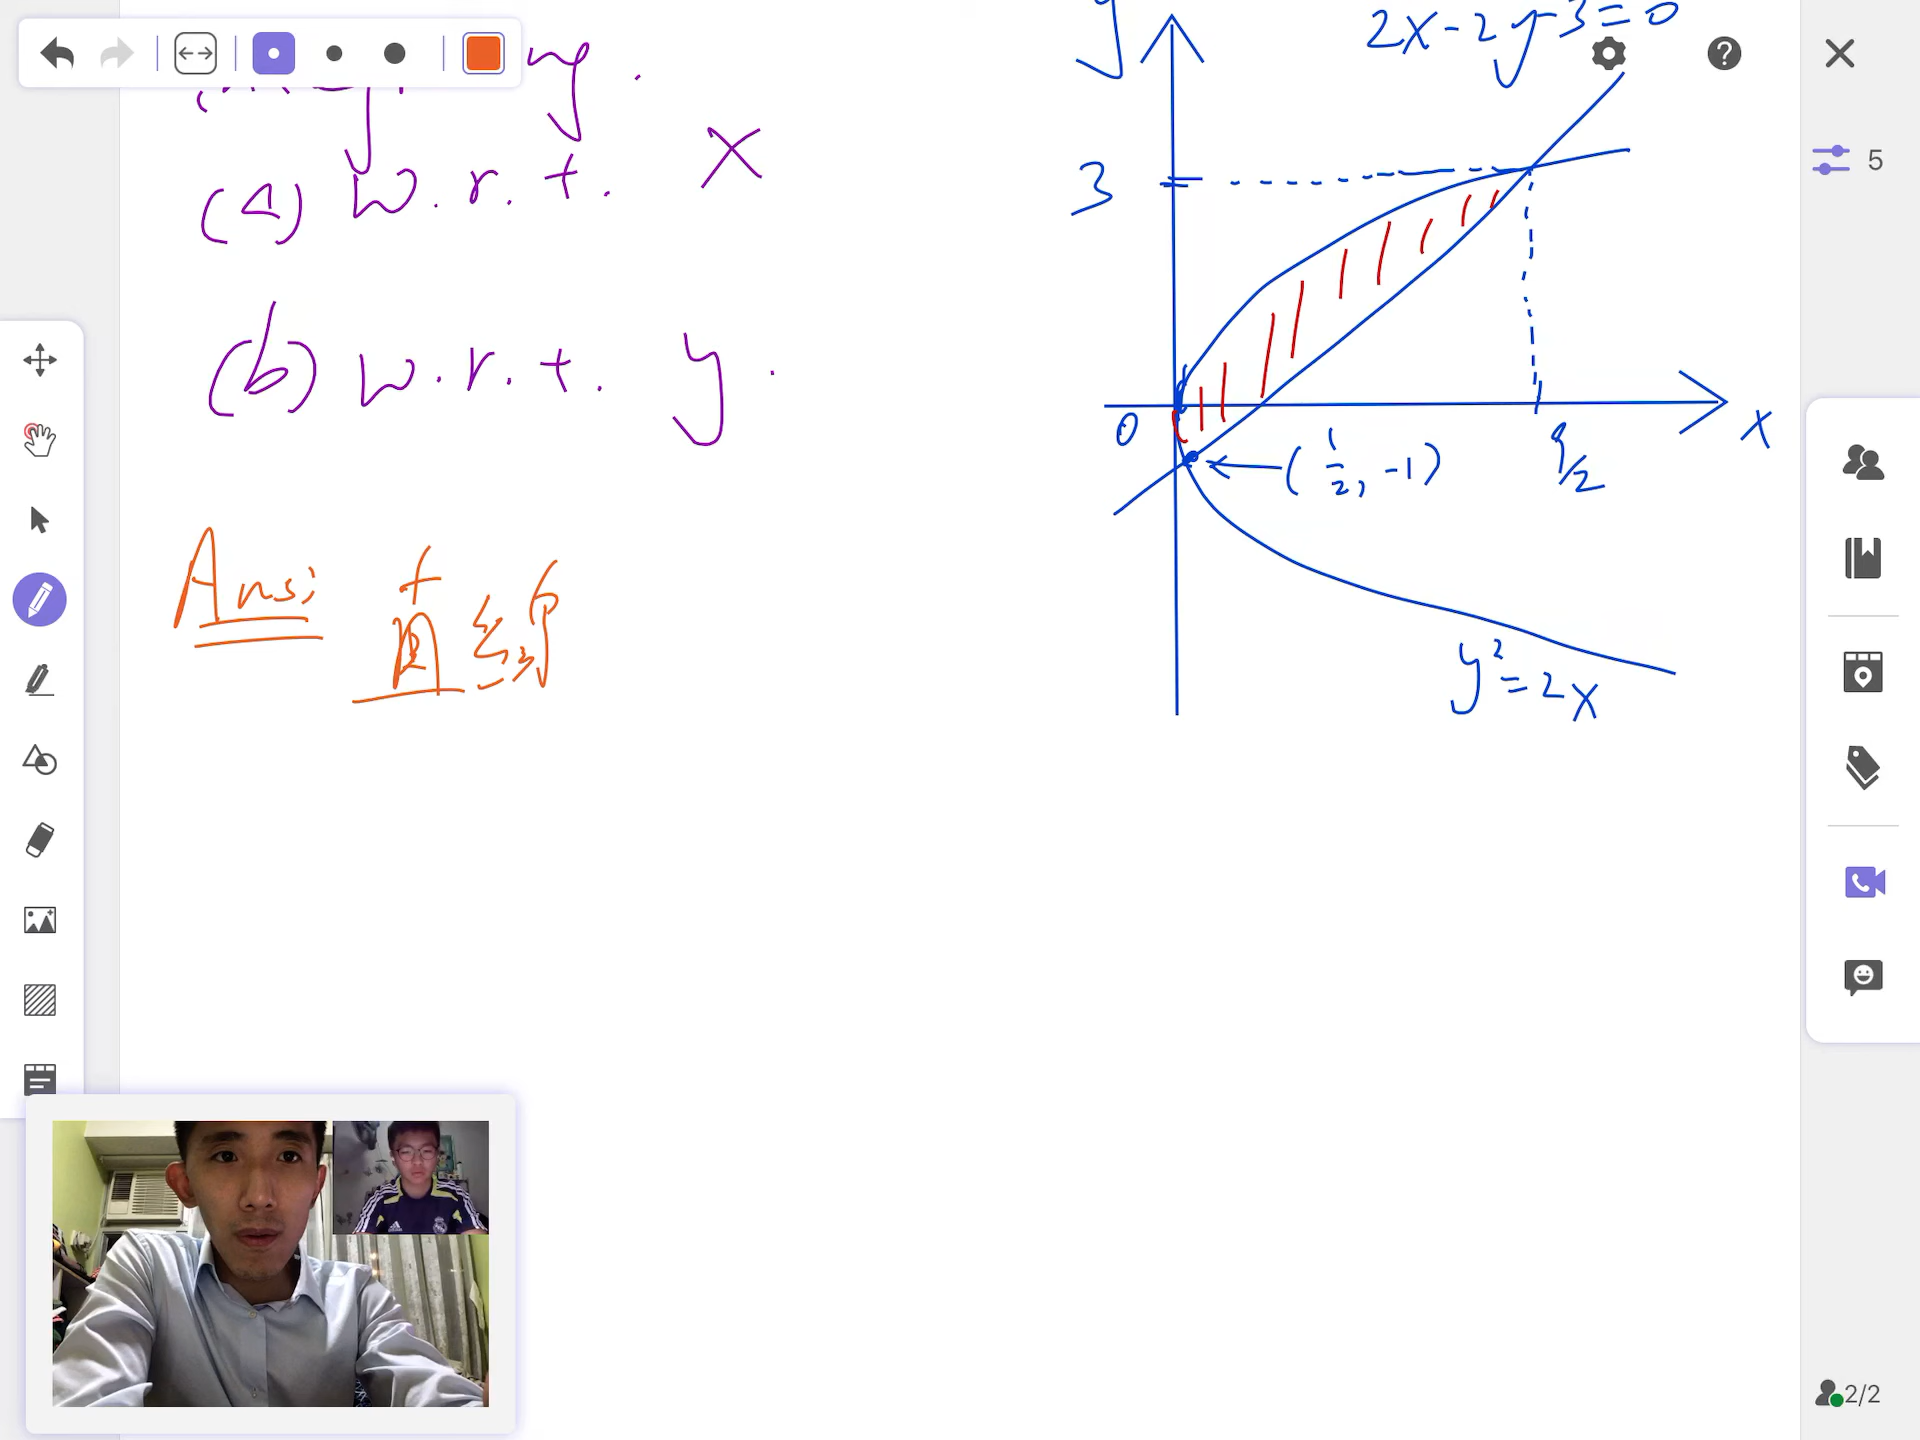 2x-2y-3=0
y
(a) w.r.t. x
3
(b) w.r.t. y.
0
x
(1/2, -1)
9/2
Ans: 直線
y²=2x
5
2/2